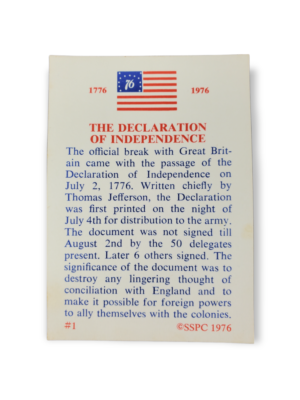 76
1776 1976
THE DECLARATION
OF INDEPENDENCE
The official break with Great Brit-
ain came with the passage of the
Declaration of Independence on
July 2, 1776. Written chiefly by
Thomas Jefferson, the Declaration
was first printed on the night of
July 4th for distribution to the army.
The document was not signed till
August 2nd by the 50 delegates
present. Later 6 others signed. The
significance of the document was to
destroy any lingering thought of
conciliation with England and to
make it possible for foreign powers
to ally themselves with the colonies.
#1 ©SSPC 1976